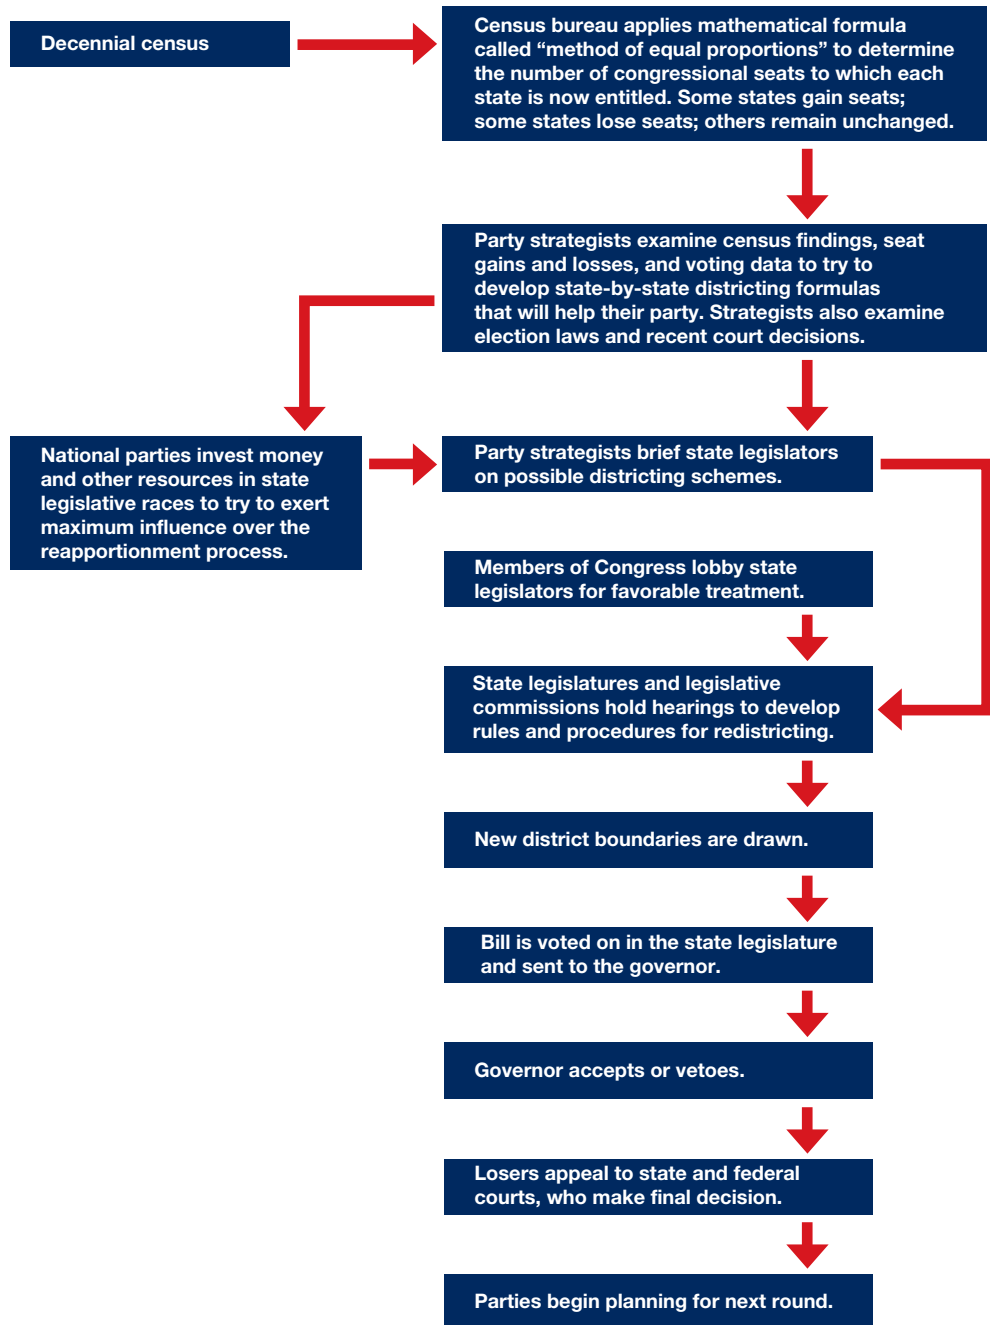 Decennial census
Census bureau applies mathematical formula
called “method of equal proportions” to determine
the number of congressional seats to which each
state is now entitled. Some states gain seats;
some states lose seats; others remain unchanged.
Party strategists examine census findings, seat
gains and losses, and voting data to try to
develop state-by-state districting formulas
that will help their party. Strategists also examine
election laws and recent court decisions.
National parties invest money
and other resources in state
legislative races to try to exert
maximum influence over the
reapportionment process.
Party strategists brief state legislators
on possible districting schemes.
Members of Congress lobby state
legislators for favorable treatment.
State legislatures and legislative
commissions hold hearings to develop
rules and procedures for redistricting.
New district boundaries are drawn.
Bill is voted on in the state legislature
and sent to the governor.
Governor accepts or vetoes.
Losers appeal to state and federal
courts, who make final decision.
Parties begin planning for next round.